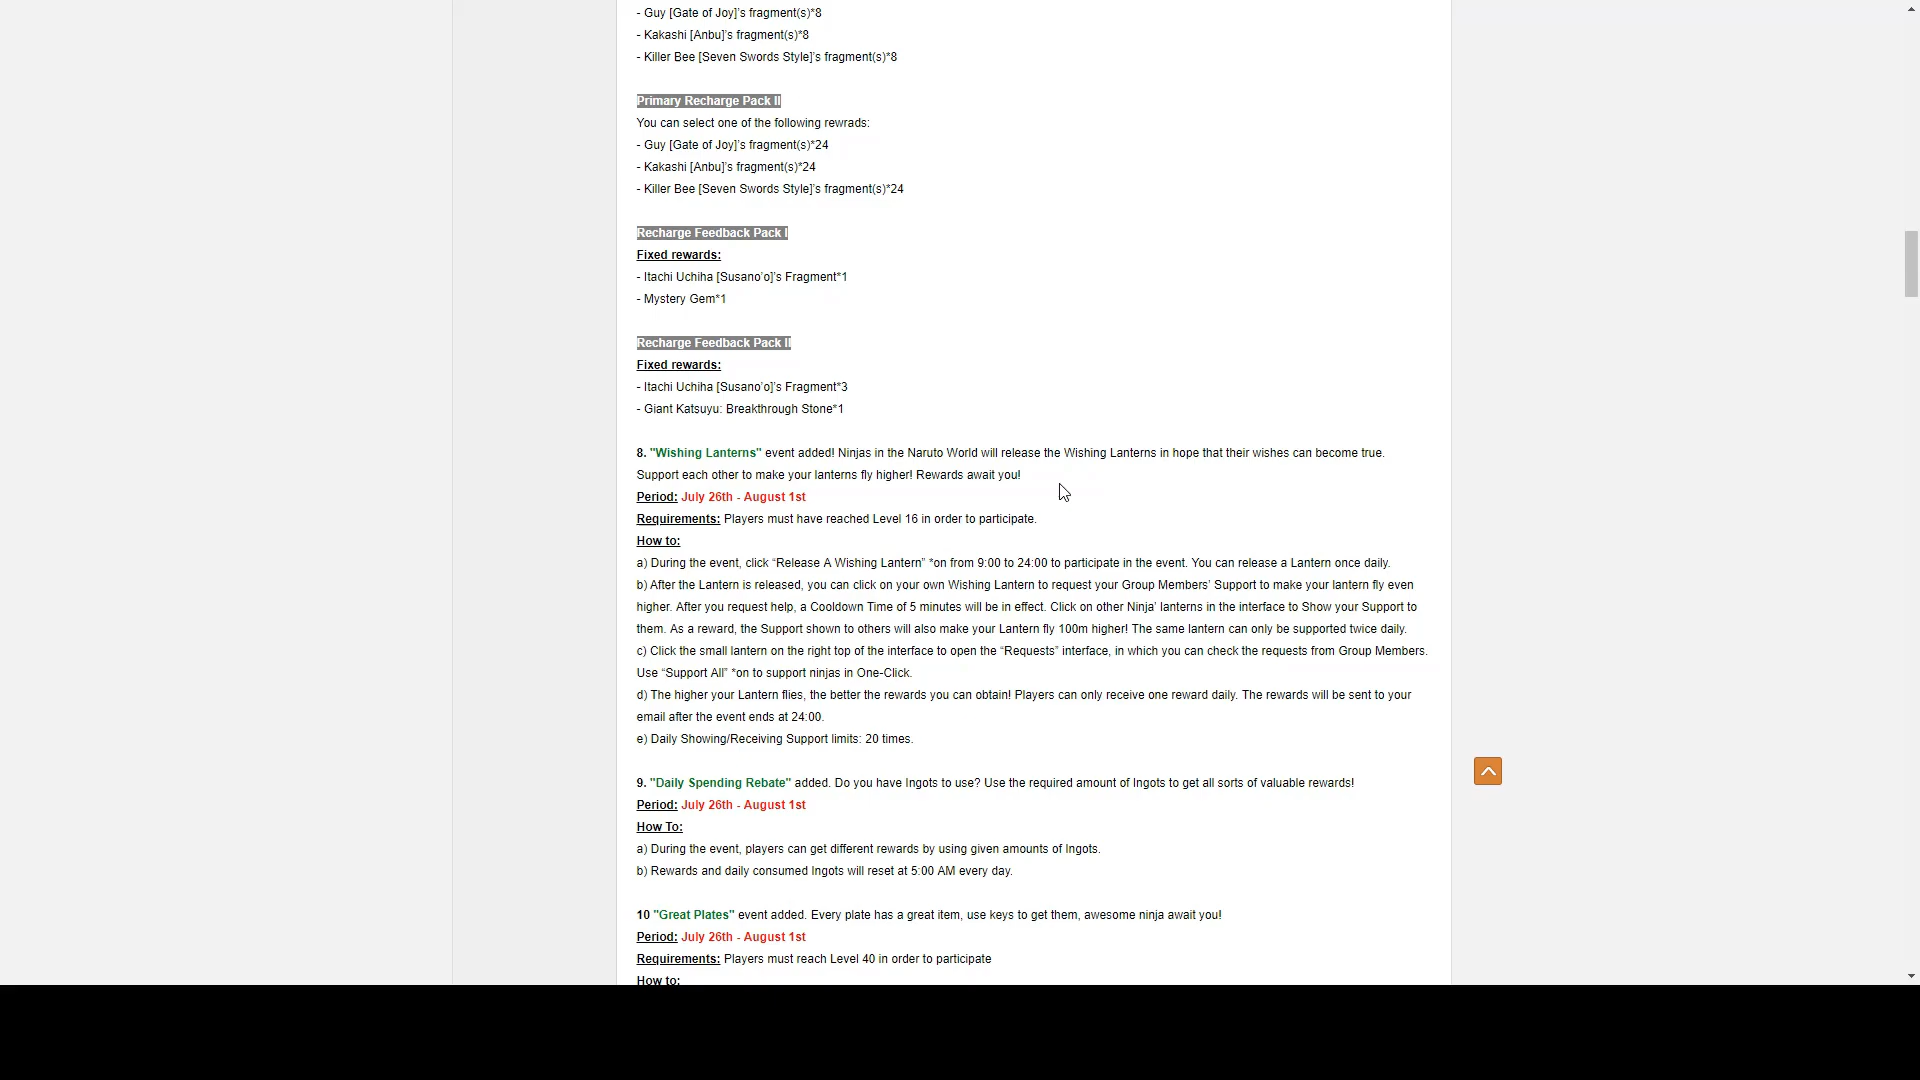 - Guy [Gate of Joy]'s fragment(s)*8
- Kakashi [Anbu]'s fragment(s)*8
- Killer Bee [Seven Swords Style]'s fragment(s)*8
Primary Recharge Pack II
You can select one of the following rewrads:
- Guy [Gate of Joy]'s fragment(s)*24
- Kakashi [Anbu]'s fragment(s)*24
- Killer Bee [Seven Swords Style]'s fragment(s)*24
Recharge Feedback Pack I
Fixed rewards:
- Itachi Uchiha [Susano'o]'s Fragment*1
- Mystery Gem*1
Recharge Feedback Pack II
Fixed rewards:
- Itachi Uchiha [Susano'o]'s Fragment*3
- Giant Katsuyu: Breakthrough Stone*1
8. "Wishing Lanterns" event added! Ninjas in the Naruto World will release the Wishing Lanterns in hope that their wishes can become true.
Support each other to make your lanterns fly higher! Rewards await you!
Period: July 26th - August 1st
Requirements: Players must have reached Level 16 in order to participate.
How to:
a) During the event, click “Release A Wishing Lantern” *on from 9:00 to 24:00 to participate in the event. You can release a Lantern once daily.
b) After the Lantern is released, you can click on your own Wishing Lantern to request your Group Members’ Support to make your lantern fly even
higher. After you request help, a Cooldown Time of 5 minutes will be in effect. Click on other Ninja’ lanterns in the interface to Show your Support to
them. As a reward, the Support shown to others will also make your Lantern fly 100m higher! The same lantern can only be supported twice daily.
c) Click the small lantern on the right top of the interface to open the “Requests” interface, in which you can check the requests from Group Members.
Use “Support All” *on to support ninjas in One-Click.
d) The higher your Lantern flies, the better the rewards you can obtain! Players can only receive one reward daily. The rewards will be sent to your
email after the event ends at 24:00.
e) Daily Showing/Receiving Support limits: 20 times.
9. "Daily Spending Rebate" added. Do you have Ingots to use? Use the required amount of Ingots to get all sorts of valuable rewards!
Period: July 26th - August 1st
How To:
a) During the event, players can get different rewards by using given amounts of Ingots.
b) Rewards and daily consumed Ingots will reset at 5:00 AM every day.
10 "Great Plates" event added. Every plate has a great item, use keys to get them, awesome ninja await you!
Period: July 26th - August 1st
Requirements: Players must reach Level 40 in order to participate
How to: